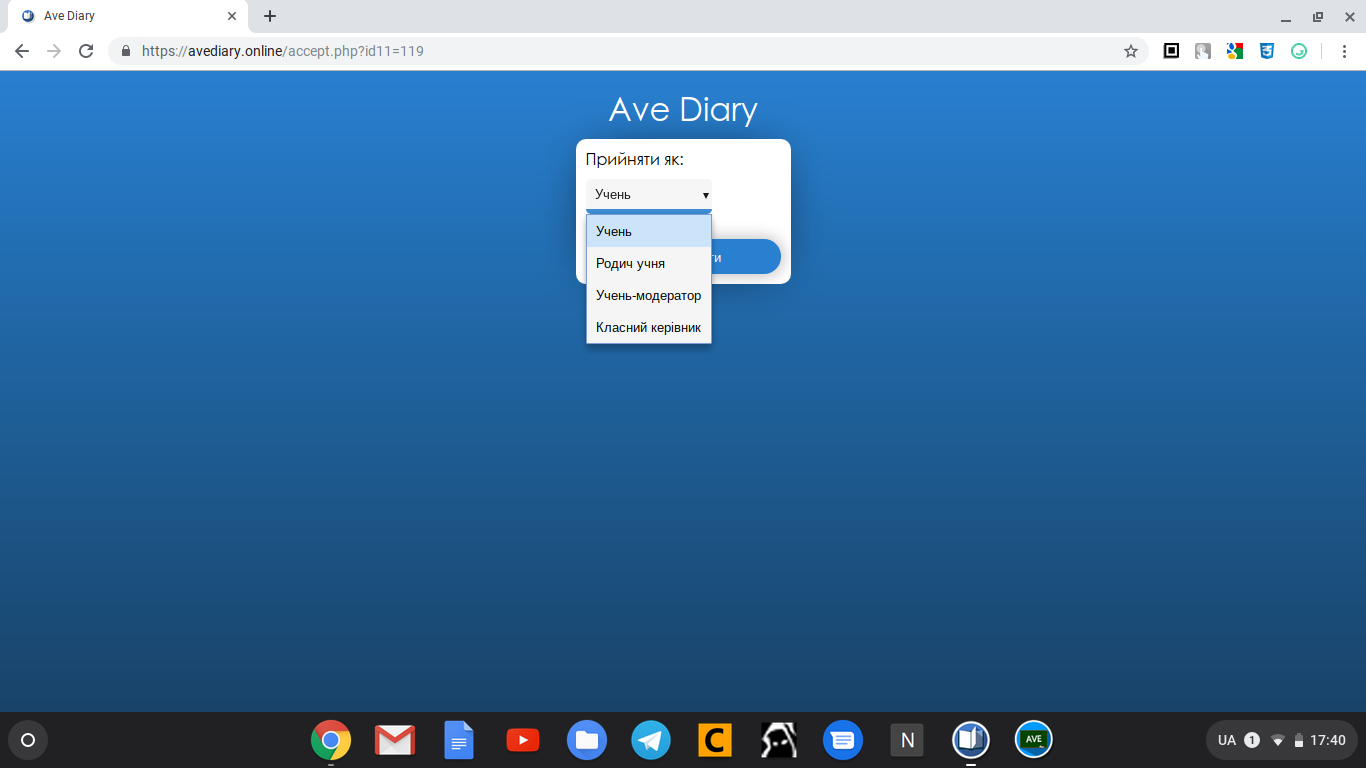 Ave Diary
https://avediary.online/accept.php?id11=119
Ave Diary
Прийняти як:
Учень
Учень
Родич учня
Учень-модератор
Класний керівник
ти
C
N
AVE
UA 1 17:40